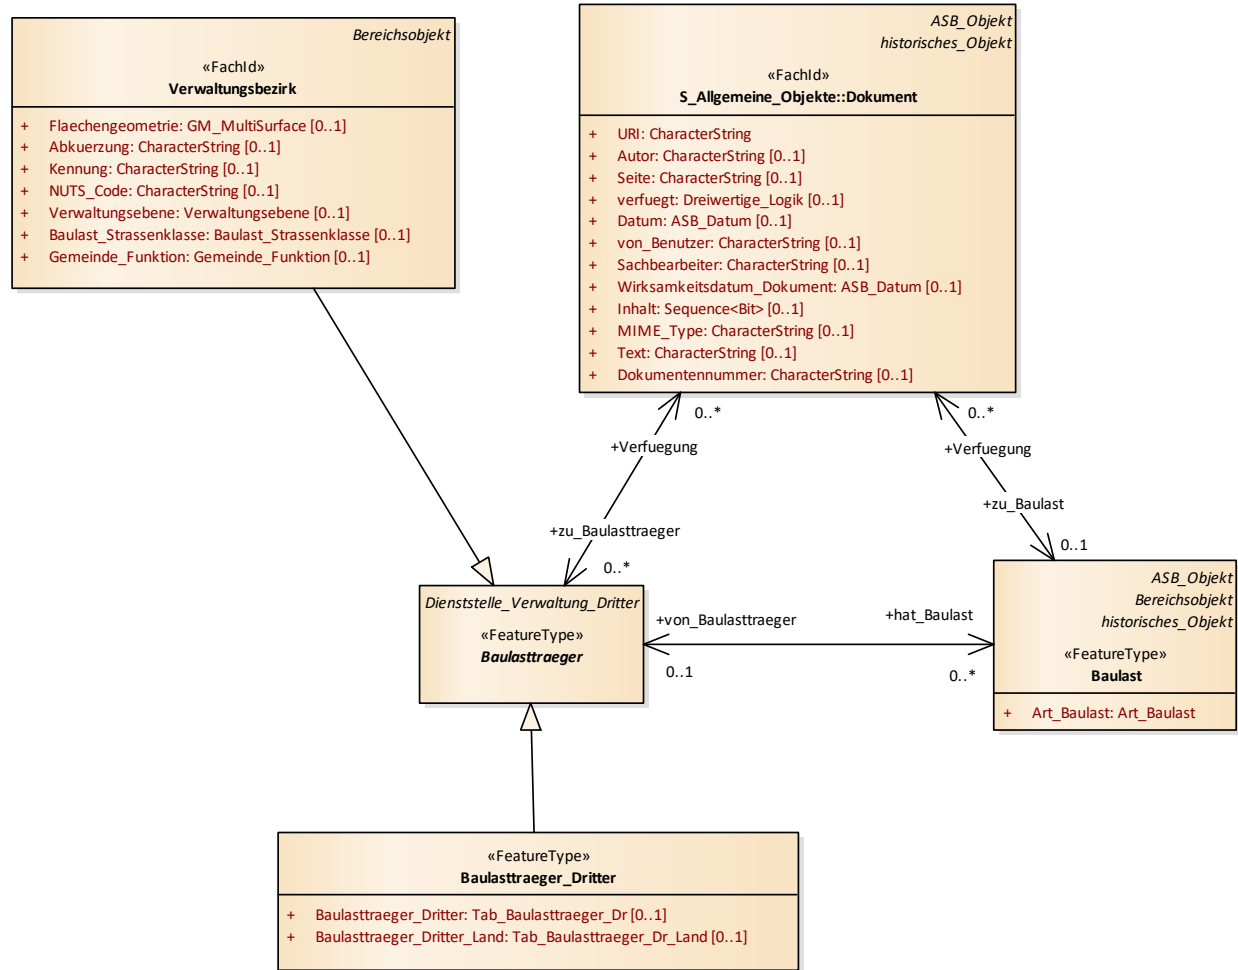 Bereichsobjekt
«FachId»
Verwaltungsbezirk
+ Flaechengeometrie: GM_MultiSurface [0..1]
+ Abkuerzung: CharacterString [0..1]
+ Kennung: CharacterString [0..1]
+ NUTS_Code: CharacterString [0..1]
+ Verwaltungsebene: Verwaltungsebene [0..1]
+ Baulast_Strassenklasse: Baulast_Strassenklasse [0..1]
+ Gemeinde_Funktion: Gemeinde_Funktion [0..1]
ASB_Objekt
historisches_Objekt
«FachId»
S_Allgemeine_Objekte::Dokument
+ URI: CharacterString
+ Autor: CharacterString [0..1]
+ Seite: CharacterString [0..1]
+ verfuegt: Dreiwertige_Logik [0..1]
+ Datum: ASB_Datum [0..1]
+ von_Benutzer: CharacterString [0..1]
+ Sachbearbeiter: CharacterString [0..1]
+ Wirksamkeitsdatum_Dokument: ASB_Datum [0..1]
+ Inhalt: Sequence<Bit> [0..1]
+ MIME_Type: CharacterString [0..1]
+ Text: CharacterString [0..1]
+ Dokumentennummer: CharacterString [0..1]
0..*
+Verfuegung
+zu_Baulasttraeger
0..*
0..*
+Verfuegung
+zu_Baulast
0..1
Dienststelle_Verwaltung_Dritter
«FeatureType»
Baulasttraeger
+von_Baulasttraeger
0..1
+hat_Baulast
0..*
ASB_Objekt
Bereichsobjekt
historisches_Objekt
«FeatureType»
Baulast
+ Art_Baulast: Art_Baulast
«FeatureType»
Baulasttraeger_Dritter
+ Baulasttraeger_Dritter: Tab_Baulasttraeger_Dr [0..1]
+ Baulasttraeger_Dritter_Land: Tab_Baulasttraeger_Dr_Land [0..1]